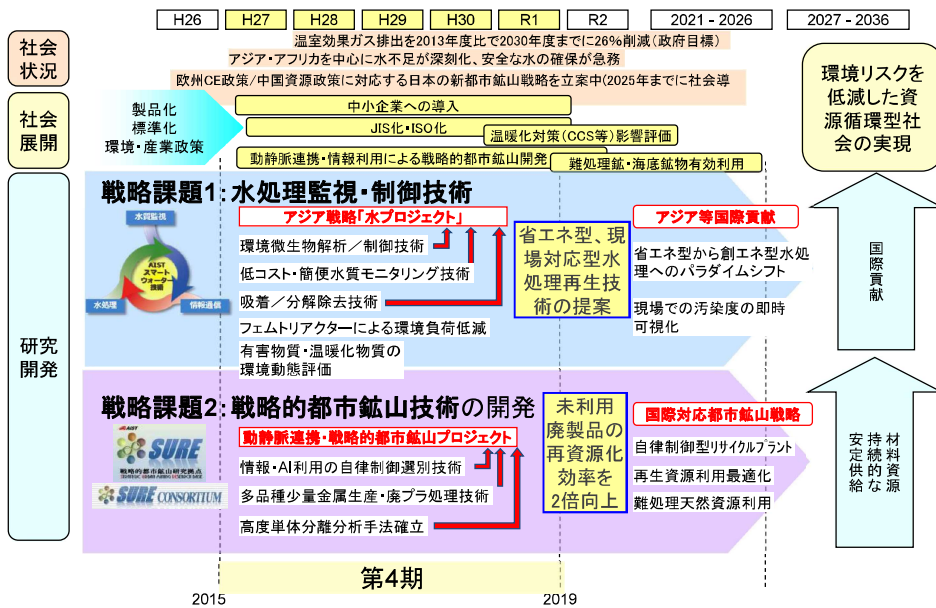 H26 H27 H28 H29 H30 R1 R2 2021 - 2026 2027 - 2036
社会
状況
温室効果ガス排出を2013年度比で2030年度までに26%削減(政府目標)
アジア・アフリカを中心に水不足が深刻化、安全な水の確保が急務
欧州CE政策/中国資源政策に対応する日本の新都市鉱山戦略を立案中(2025年までに社会導
環境リスクを
低減した資
源循環型社
会の実現
社会
展開
製品化
標準化
環境・産業政策
中小企業への導入
JIS化・ISO化
温暖化対策(CCS等)影響評価
動静脈連携・情報利用による戦略的都市鉱山開発
難処理鉱・海底鉱物有効利用
研究
開発
戦略課題1:水処理監視・制御技術
水質監視
AIST
スマート
ウォーター
技術
水処理
情報通信
アジア戦略「水プロジェクト」
環境微生物解析/制御技術
低コスト・簡便水質モニタリング技術
吸着/分解除去技術
フェムトリアクターによる環境負荷低減
有害物質・温暖化物質の
環境動態評価
省エネ型、現
場対応型水
処理再生技
術の提案
アジア等国際貢献
省エネ型から創エネ型水処
理へのパラダイムシフト
現場での汚染度の即時
可視化
国際貢献
戦略課題2:戦略的都市鉱山技術の開発
AIST
SURE
戦略的都市鉱山研究拠点
SURE CONSORTIUM
動静脈連携・戦略的都市鉱山プロジェクト
情報・AI利用の自律制御選別技術
多品種少量金属生産・廃プラ処理技術
高度単体分離分析手法確立
未利用
廃製品の
再資源化
効率を
2倍向上
国際対応都市鉱山戦略
自律制御型リサイクルプラント
再生資源利用最適化
難処理天然資源利用
材料資源
持続的な
安定供給
第4期
2015
2019